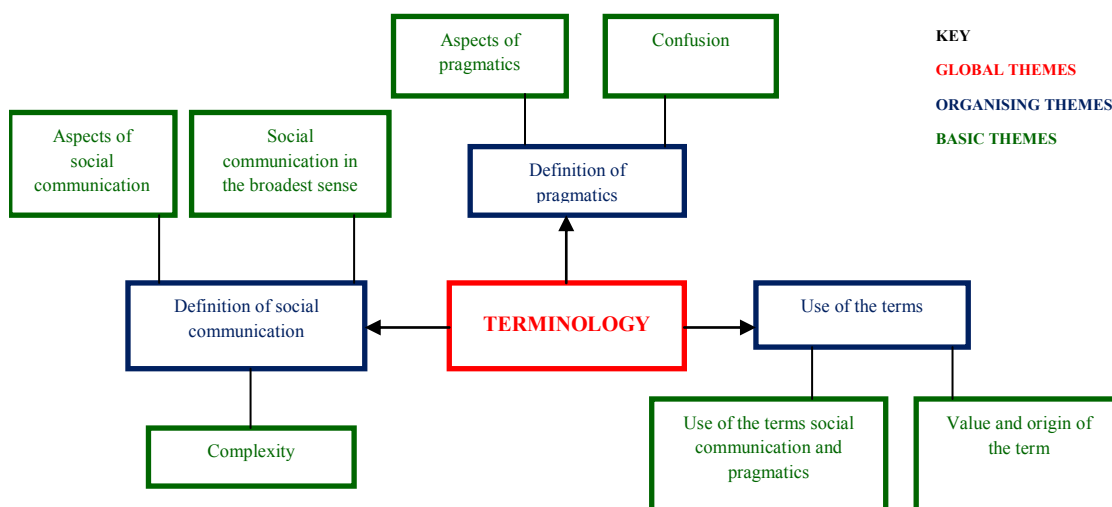 Aspects of
pragmatics
Confusion
KEY
GLOBAL THEMES
ORGANISING THEMES
BASIC THEMES
Aspects of
social
communication
Social
communication in
the broadest sense
Definition of
pragmatics
Definition of social
communication
TERMINOLOGY
Use of the terms
Complexity
Use of the terms social
communication and
pragmatics
Value and origin of
the term